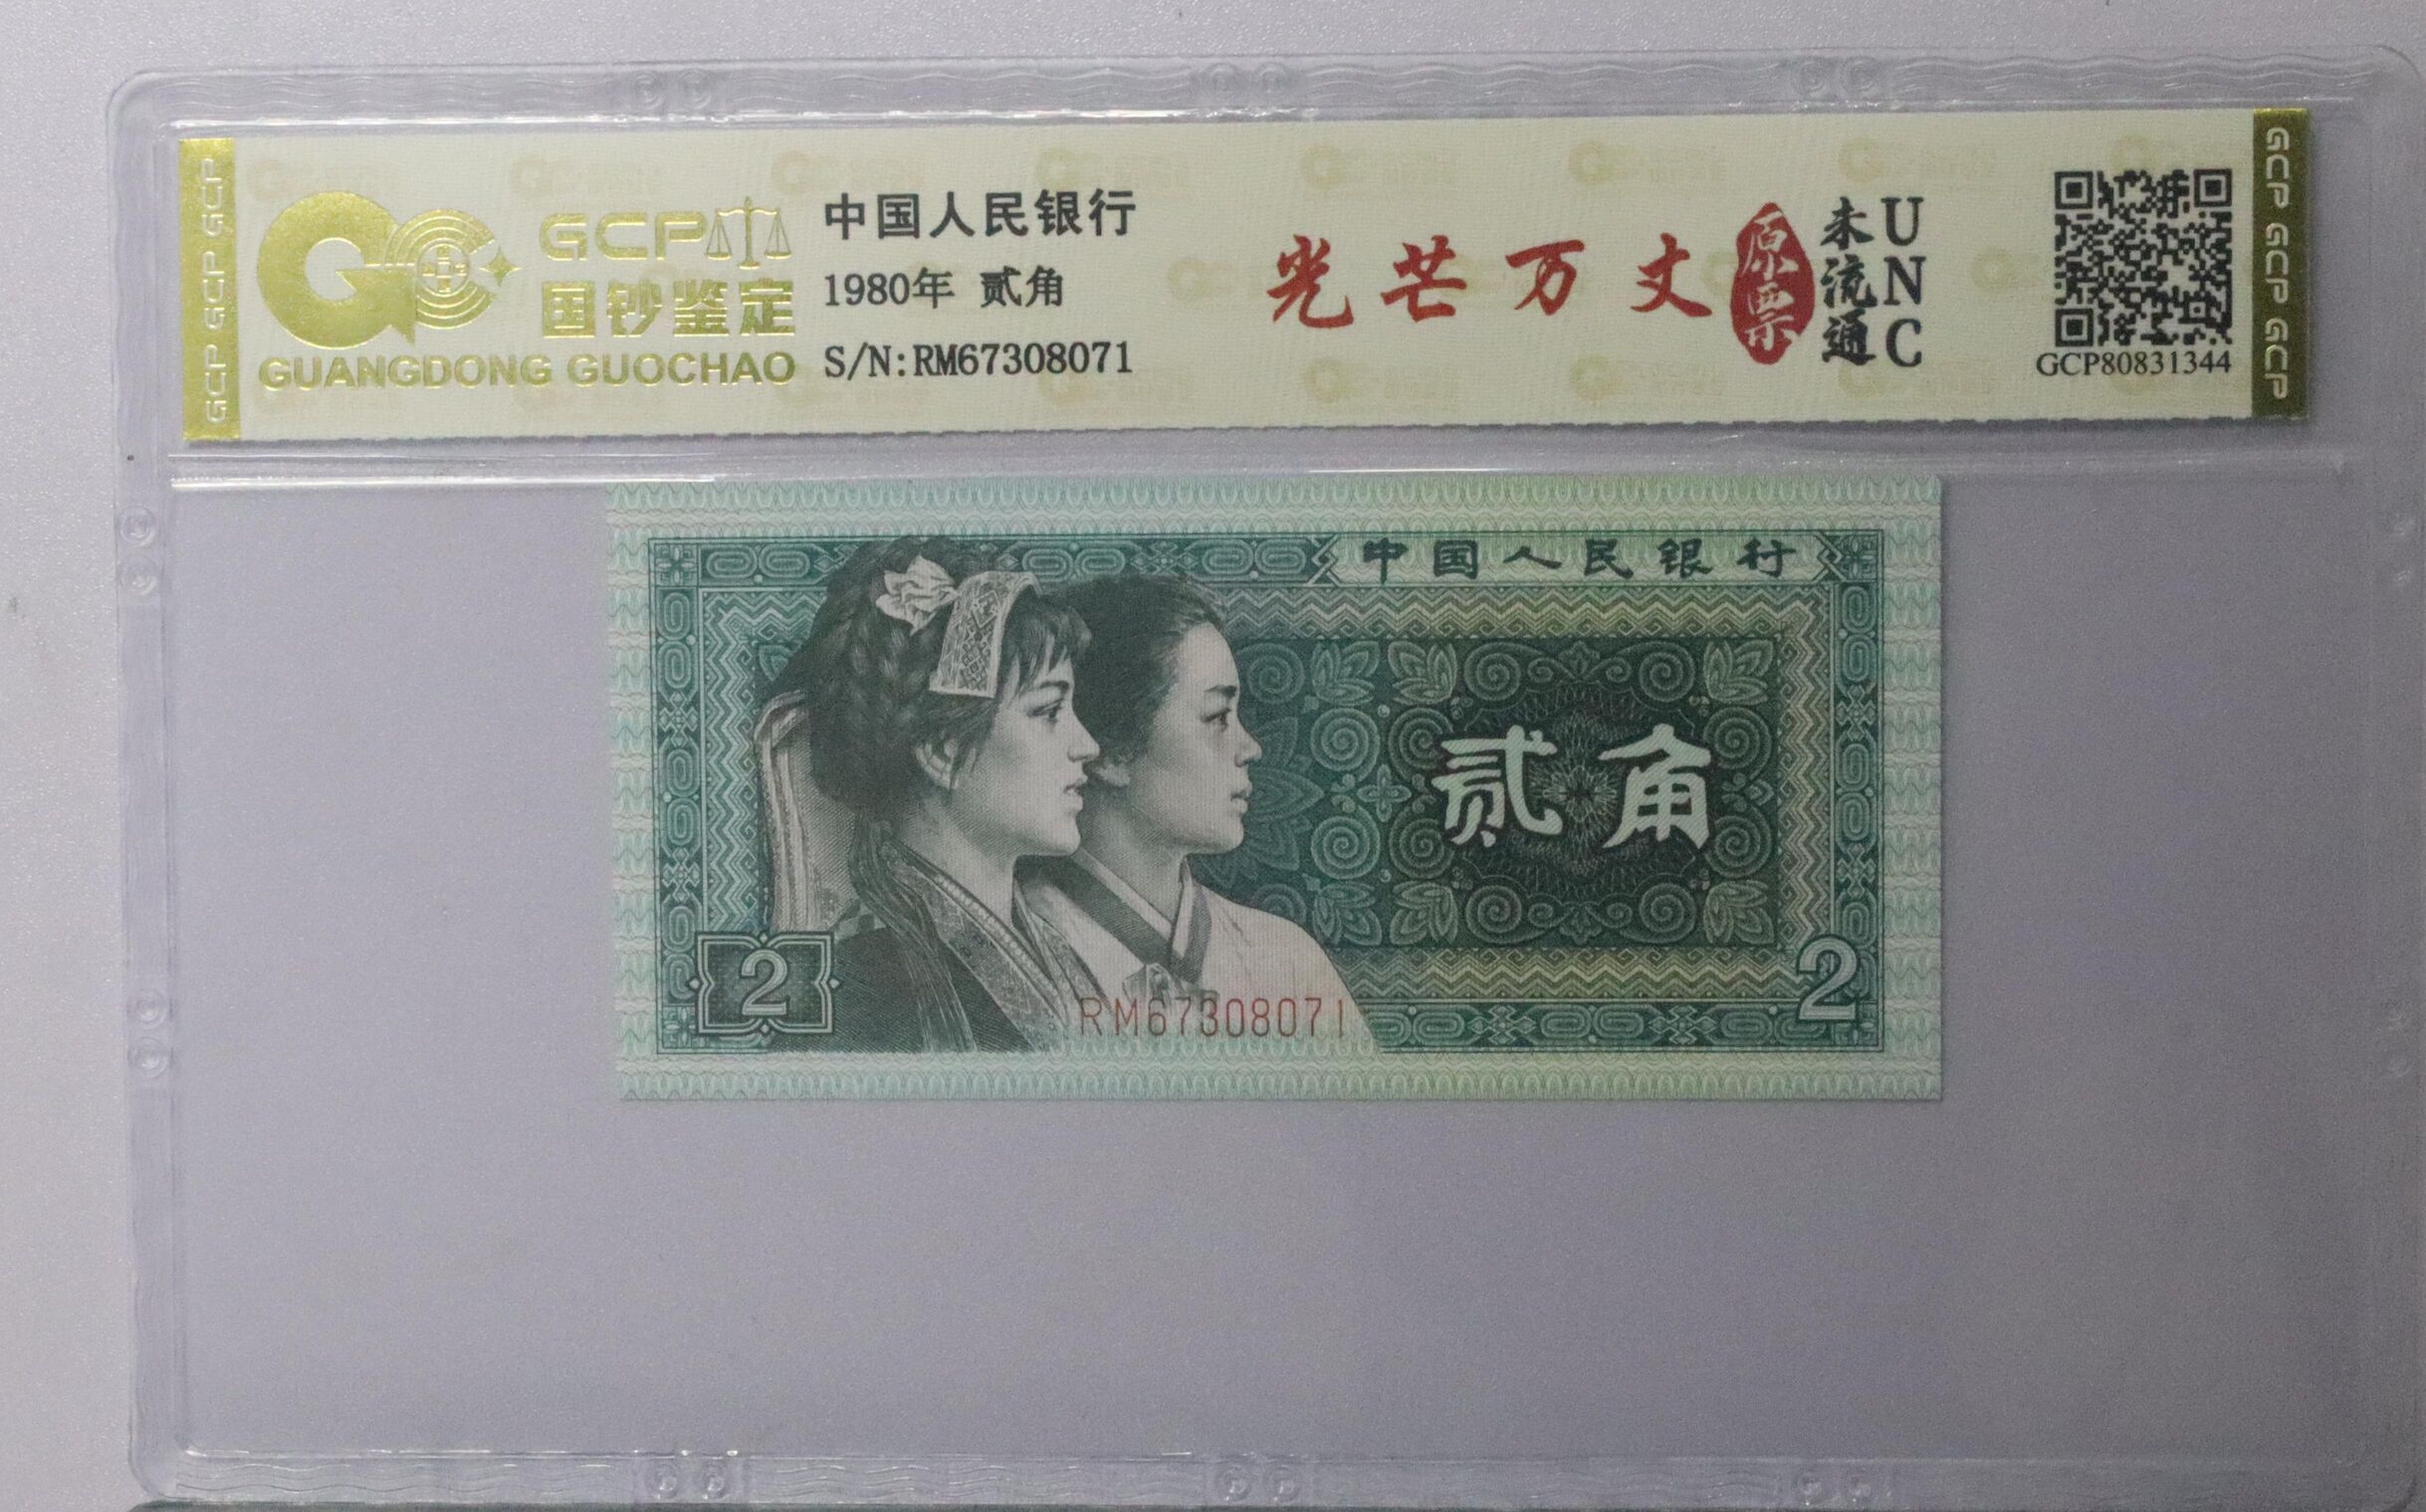 GCP GCP GCP
GCP
国钞鉴定
GUANGDONG GUOCHAO
中国人民银行
1980年 贰角
S/N:RM67308071
光芒万丈
原票
未流通
UNC
GCP80831344
GCP GCP GCP
中国人民银行
贰角
2
2
RM67308071